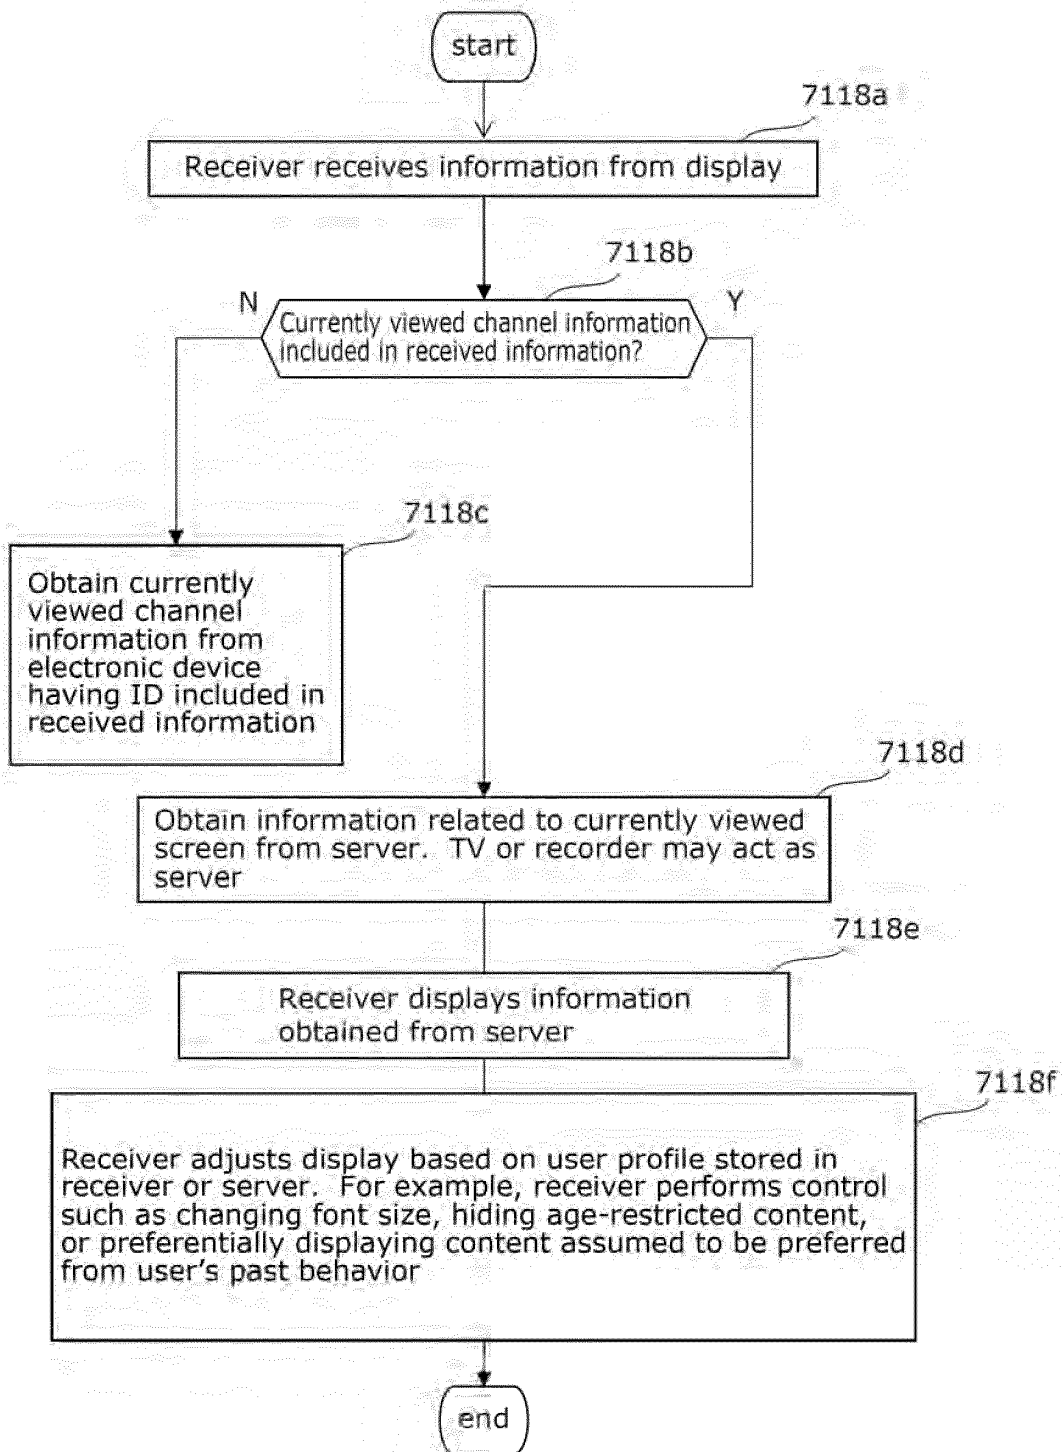 start
7118a
Receiver receives information from display
7118b
N
Y
Currently viewed channel information
included in received information?
7118c
Obtain currently
viewed channel
information from
electronic device
having ID included in
received information
7118d
Obtain information related to currently viewed
screen from server.  TV or recorder may act as
server
7118e
Receiver displays information
obtained from server
7118f
Receiver adjusts display based on user profile stored in
receiver or server.  For example, receiver performs control
such as changing font size, hiding age-restricted content,
or preferentially displaying content assumed to be preferred
from user's past behavior
end